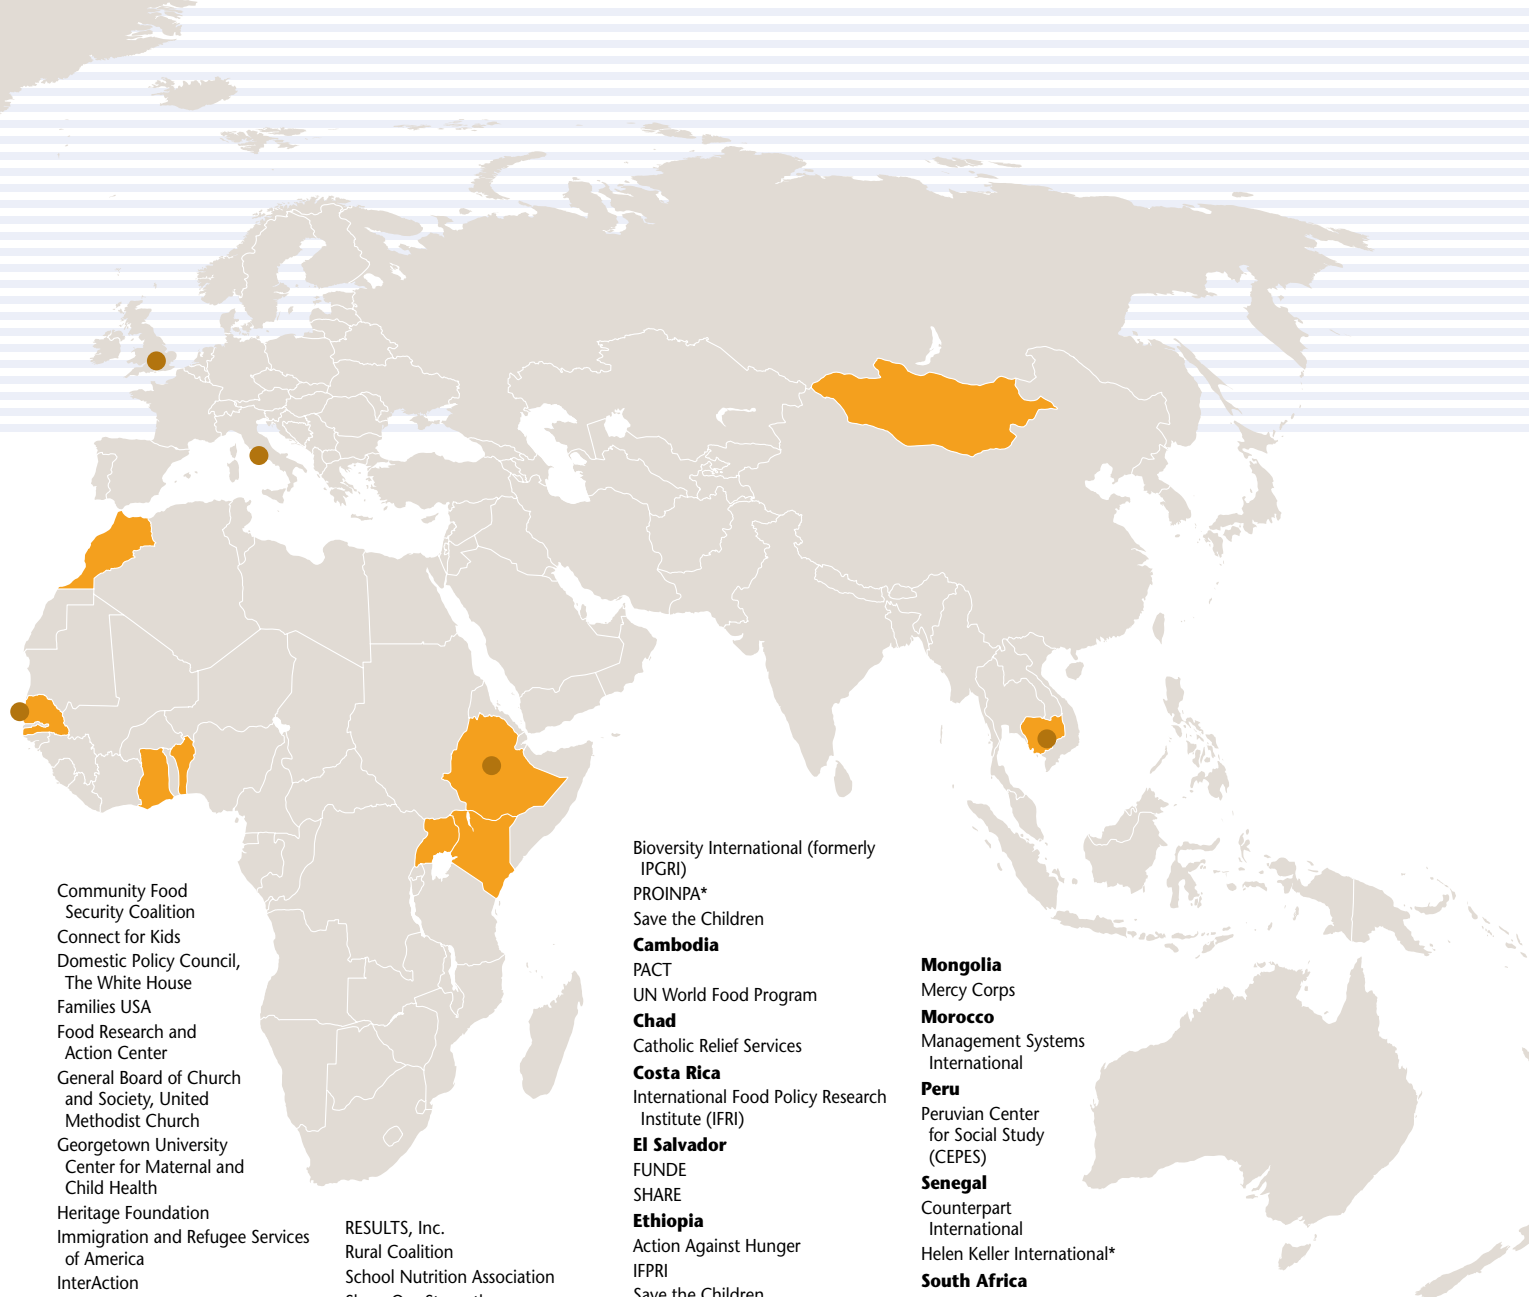 Community Food
Security Coalition
Connect for Kids
Domestic Policy Council,
The White House
Families USA
Food Research and
Action Center
General Board of Church
and Society, United
Methodist Church
Georgetown University
Center for Maternal and
Child Health
Heritage Foundation
Immigration and Refugee Services
of America
InterAction
RESULTS, Inc.
Rural Coalition
School Nutrition Association
Bioversity International (formerly
IPGRI)
PROINPA*
Save the Children
Cambodia
PACT
UN World Food Program
Chad
Catholic Relief Services
Costa Rica
International Food Policy Research
Institute (IFRI)
El Salvador
FUNDE
SHARE
Ethiopia
Action Against Hunger
IFPRI
Save the Children
Mongolia
Mercy Corps
Morocco
Management Systems
International
Peru
Peruvian Center
for Social Study
(CEPES)
Senegal
Counterpart
International
Helen Keller International*
South Africa